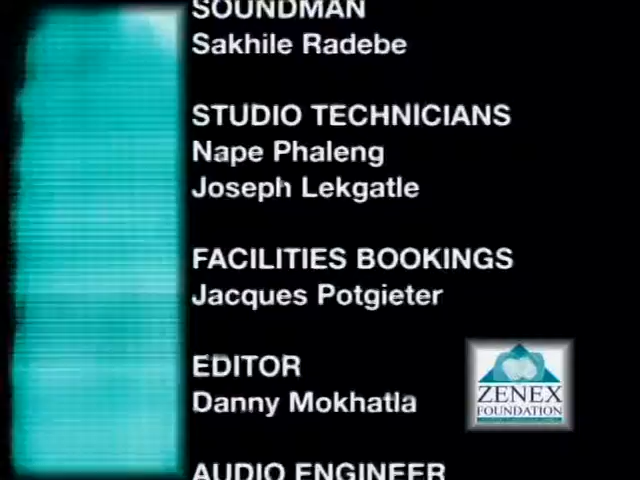 SOUNDMAN
Sakhile Radebe
STUDIO TECHNICIANS
Nape Phaleng
Joseph Lekgatle
FACILITIES BOOKINGS
Jacques Potgieter
EDITOR
Danny Mokhatla
ZENEX
FOUNDATION
AUDIO ENGINEER